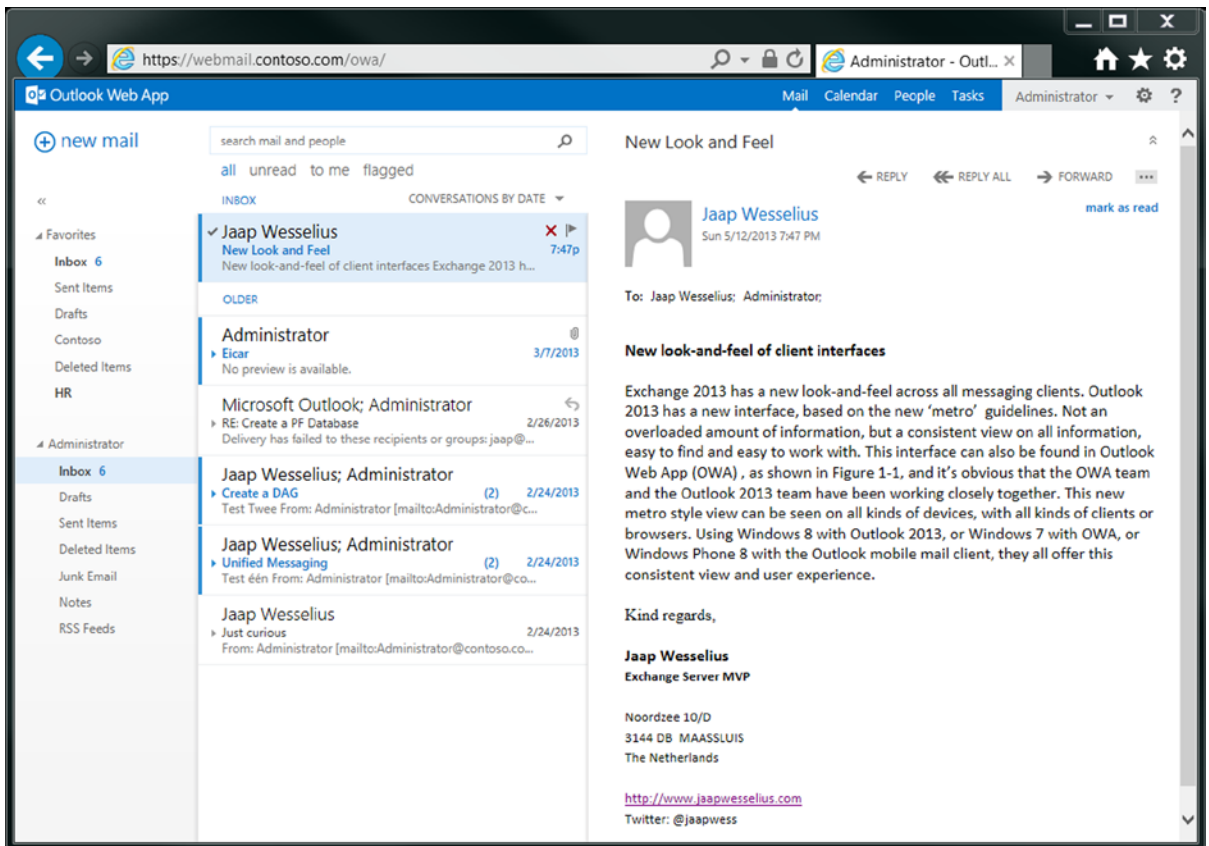 https://webmail.contoso.com/owa/
Administrator - Outl...
Outlook Web App
Mail Calendar People Tasks Administrator
new mail
search mail and people
all unread to me flagged
INBOX CONVERSATIONS BY DATE
Favorites
Inbox 6
Sent Items
Drafts
Contoso
Deleted Items
HR
Administrator
Inbox 6
Drafts
Sent Items
Deleted Items
Junk Email
Notes
RSS Feeds
Jaap Wesselius
New Look and Feel 7:47p
New look-and-feel of client interfaces Exchange 2013 h...
OLDER
Administrator
Eicar 3/7/2013
No preview is available.
Microsoft Outlook; Administrator
RE: Create a PF Database 2/26/2013
Delivery has failed to these recipients or groups: jaap@...
Jaap Wesselius; Administrator
Create a DAG (2) 2/24/2013
Test Twee From: Administrator [mailto:Administrator@c...
Jaap Wesselius; Administrator
Unified Messaging (2) 2/24/2013
Test één From: Administrator [mailto:Administrator@co...
Jaap Wesselius
Just curious 2/24/2013
From: Administrator [mailto:Administrator@contoso.co...
New Look and Feel
REPLY REPLY ALL FORWARD ...
mark as read
Jaap Wesselius
Sun 5/12/2013 7:47 PM
To: Jaap Wesselius; Administrator;
New look-and-feel of client interfaces
Exchange 2013 has a new look-and-feel across all messaging clients. Outlook
2013 has a new interface, based on the new ‘metro’ guidelines. Not an
overloaded amount of information, but a consistent view on all information,
easy to find and easy to work with. This interface can also be found in Outlook
Web App (OWA) , as shown in Figure 1-1, and it’s obvious that the OWA team
and the Outlook 2013 team have been working closely together. This new
metro style view can be seen on all kinds of devices, with all kinds of clients or
browsers. Using Windows 8 with Outlook 2013, or Windows 7 with OWA, or
Windows Phone 8 with the Outlook mobile mail client, they all offer this
consistent view and user experience.
Kind regards,
Jaap Wesselius
Exchange Server MVP
Noordzee 10/D
3144 DB MAASSLUIS
The Netherlands
http://www.jaapwesselius.com
Twitter: @jaapwess